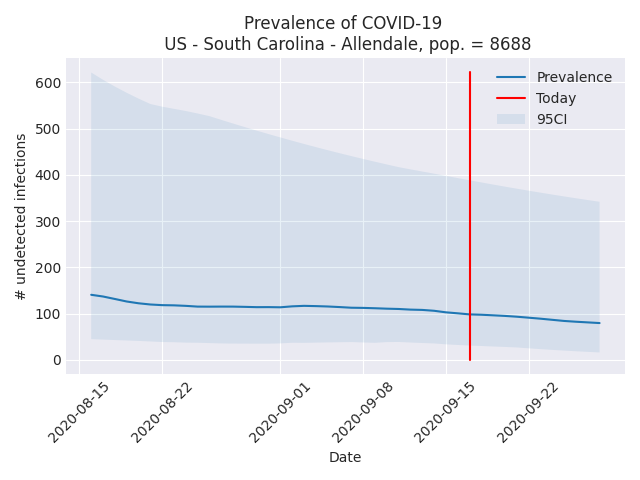 Prevalence of COVID-19
US - South Carolina - Allendale, pop. = 8688
Prevalence
Today
95CI
# undetected infections
600
500
400
300
200
100
0
2020-08-15
2020-08-22
2020-09-01
2020-09-08
2020-09-15
2020-09-22
Date